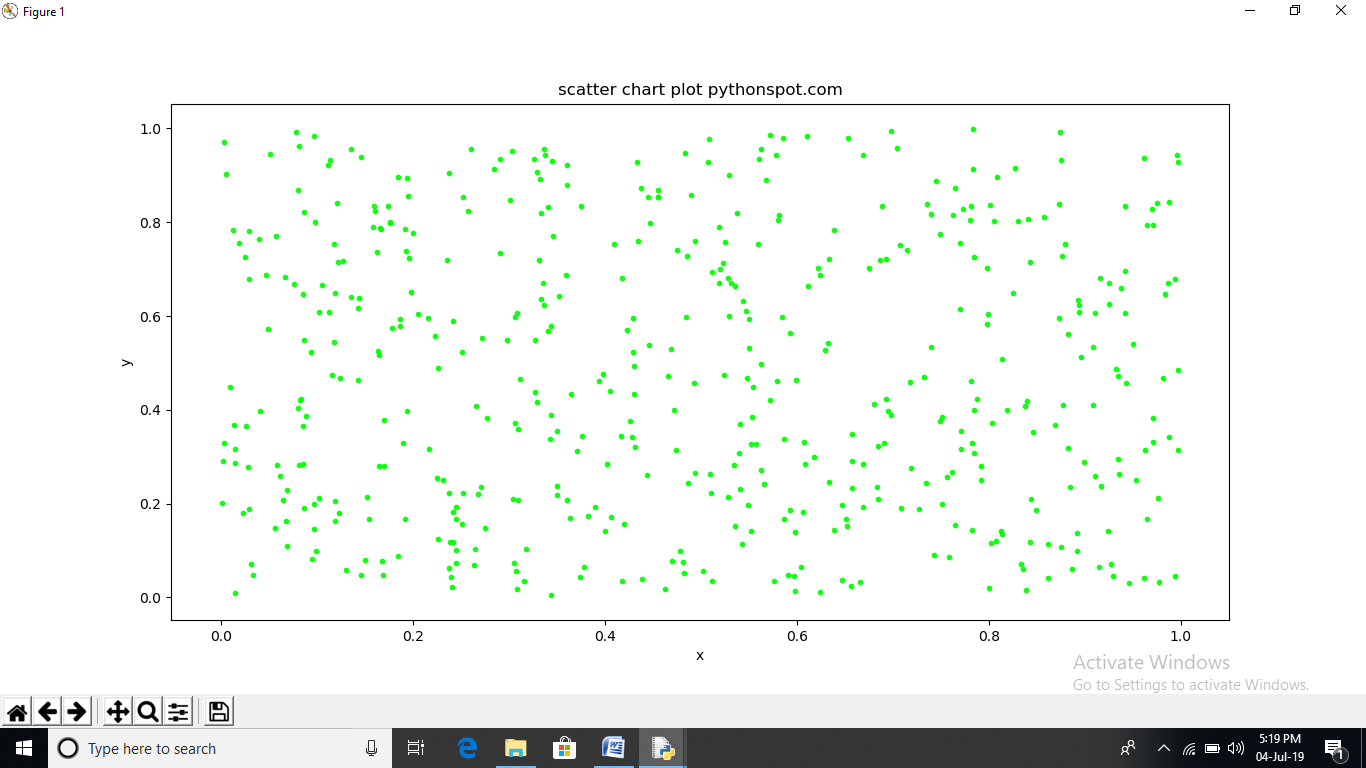 Figure 1
scatter chart plot pythonspot.com
1.0
0.8
0.6
0.4
0.2
0.0
y
0.0 0.2 0.4 0.6 0.8 1.0
x
Activate Windows
Go to Settings to activate Windows.
Type here to search
5:19 PM
04-Jul-19
1